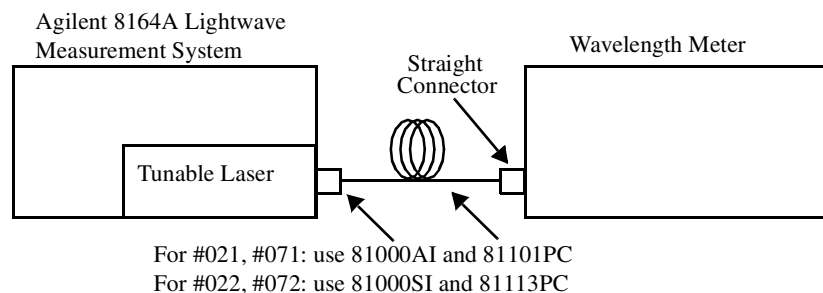 Agilent 8164A Lightwave
Measurement System
Wavelength Meter
Straight
Connector
Tunable Laser
For #021, #071: use 81000AI and 81101PC
For #022, #072: use 81000SI and 81113PC